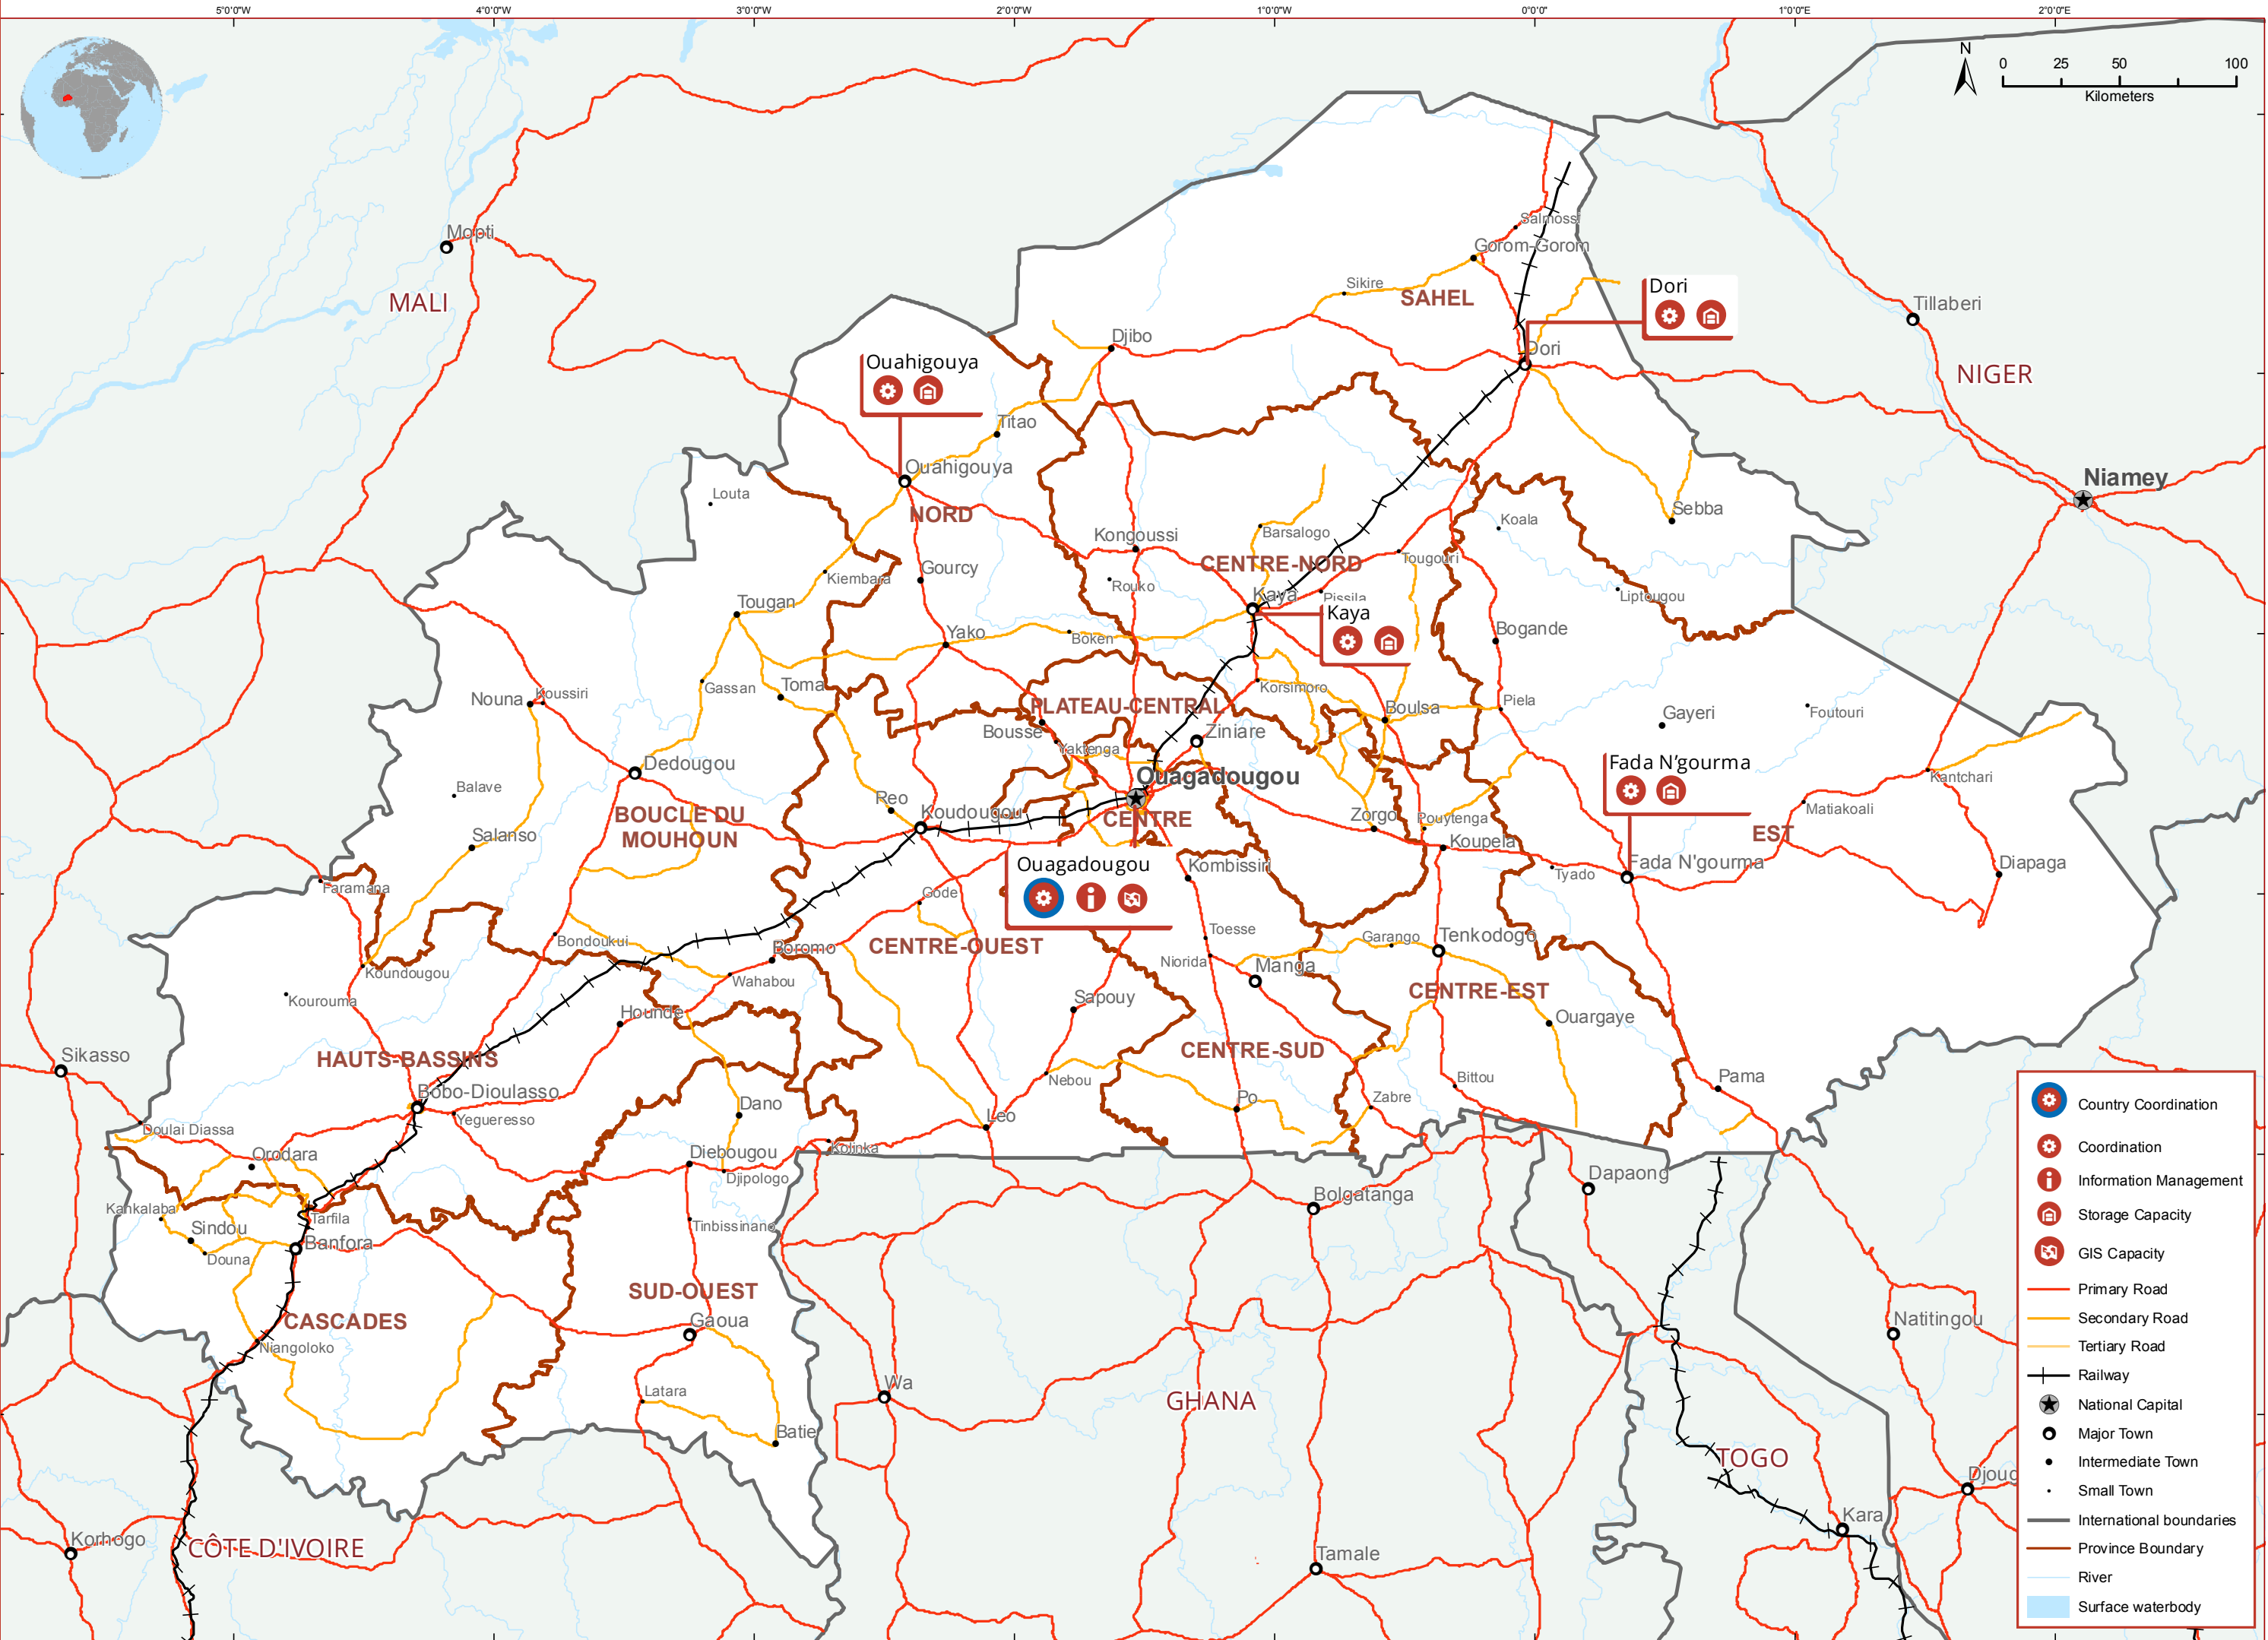 5°0'0"W
4°0'0"W
3°0'0"W
2°0'0"W
1°0'0"W
0°0'0"
1°0'0"E
2°0'0"E
N
0 25 50 100
Kilometers
Mopti
MALI
Salmossi
Gorom-Gorom
Sikire
SAHEL
Dori
Dori
Tillaberi
NIGER
Djibo
Ouahigouya
Titao
Ouahigouya
Louta
NORD
Niamey
Sebba
Koala
Barsalogo
Kongoussi
CENTRE-NORD
Tougouri
Gourcy
Kiembara
Rouko
Kaya
Pissila
Liptougou
Kaya
Tougan
Yako
Boken
Bogande
Nouna
Koussiri
Gassan
Toma
Korsimoro
PLATEAU-CENTRAL
Boulsa
Piela
Gayeri
Foutouri
Bousse
Yaktenga
Ziniare
Dedougou
Ouagadougou
Fada N'gourma
Kantchari
Balave
Reo
Koudougou
CENTRE
Zorgo
Pouytenga
Matiakoali
BOUCLE DU
MOUHOUN
EST
Salanso
Koupela
Ouagadougou
Kombissiri
Tyado
Fada N'gourma
Diapaga
Faramana
Gode
Bondoukui
Boromo
CENTRE-OUEST
Toesse
Garango
Tenkodogo
Niorida
Manga
Koundougou
Wahabou
Kourouma
Hounde
Sapouy
CENTRE-EST
Ouargaye
HAUTS-BASSINS
CENTRE-SUD
Sikasso
Nebou
Bittou
Pama
Bobo-Dioulasso
Yegueresso
Dano
Leo
Po
Zabre
Doulai Diassa
Orodara
Diebougou
Kolinka
Djipologo
Dapaong
Bolgatanga
Kankalaba
Sindou
Tarfila
Tinbissinano
Douna
Banfora
SUD-OUEST
CASCADES
Gaoua
Niangoloko
Natitingou
Latara
Wa
GHANA
Batie
TOGO
Djoug
Kara
Korhogo
CÔTE D'IVOIRE
Tamale
Country Coordination
Coordination
Information Management
Storage Capacity
GIS Capacity
Primary Road
Secondary Road
Tertiary Road
Railway
National Capital
Major Town
Intermediate Town
Small Town
International boundaries
Province Boundary
River
Surface waterbody